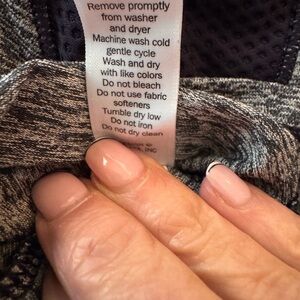 Remove promptly
from washer
and dryer
Machine wash cold
gentle cycle
Wash and dry
with like colors
Do not bleach
Do not use fabric
softeners
Tumble dry low
Do not iron
Do not dry clean
INC